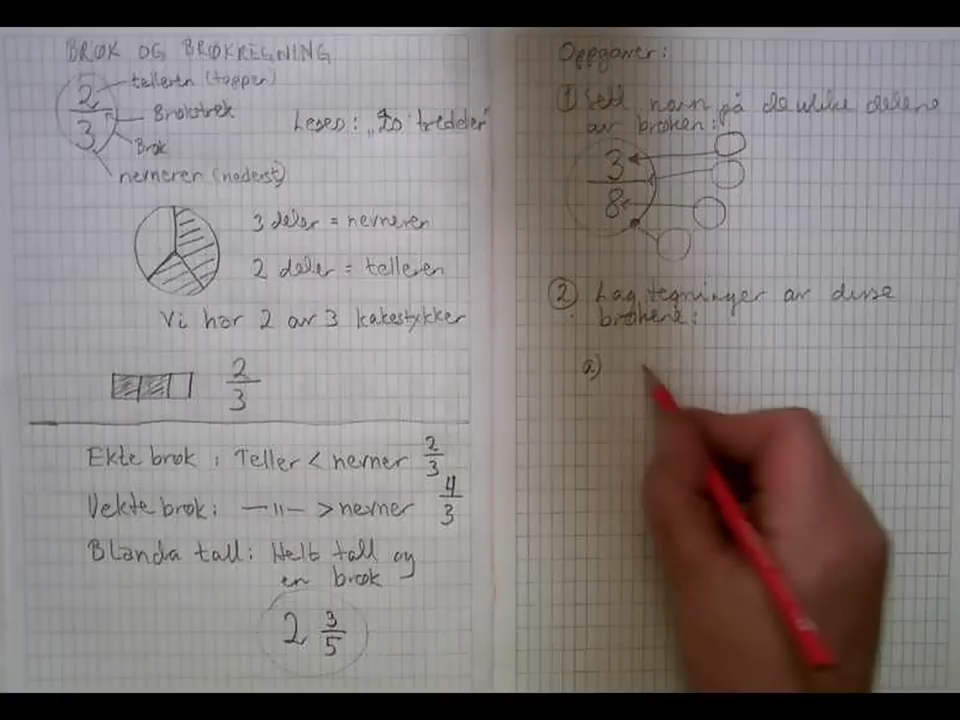 BRØK OG BRØKREGNING
2 telleren (toppen)
Brøkstrek
3
Brøk
nevneren (nederst)
Leses: „To tredeler"
3 deler = nevneren
2 deler = telleren
Vi har 2 av 3 kakestykker
2
3
Ekte brøk : Teller < nevner 2/3
Uekte brøk: —"— > nevner 4/3
Blanda tall: Helt tall og
en brøk
2 3/5
Oppgaver:
① Sett navn på de ulike delene
av brøken:
3
8
② Lag tegninger av disse
brøkene:
a)